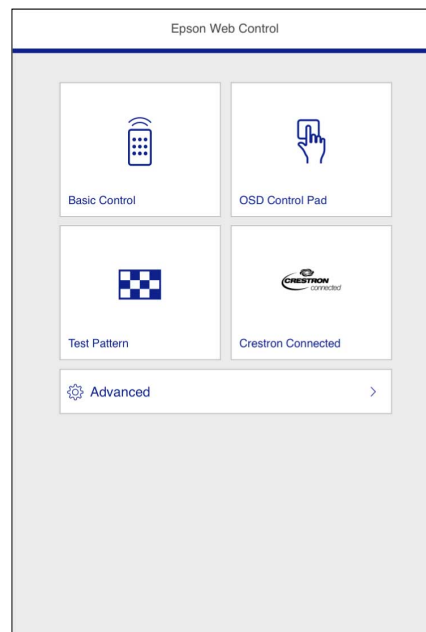 Epson Web Control
Basic Control
OSD Control Pad
CRESTRON
connected
Test Pattern
Crestron Connected
Advanced